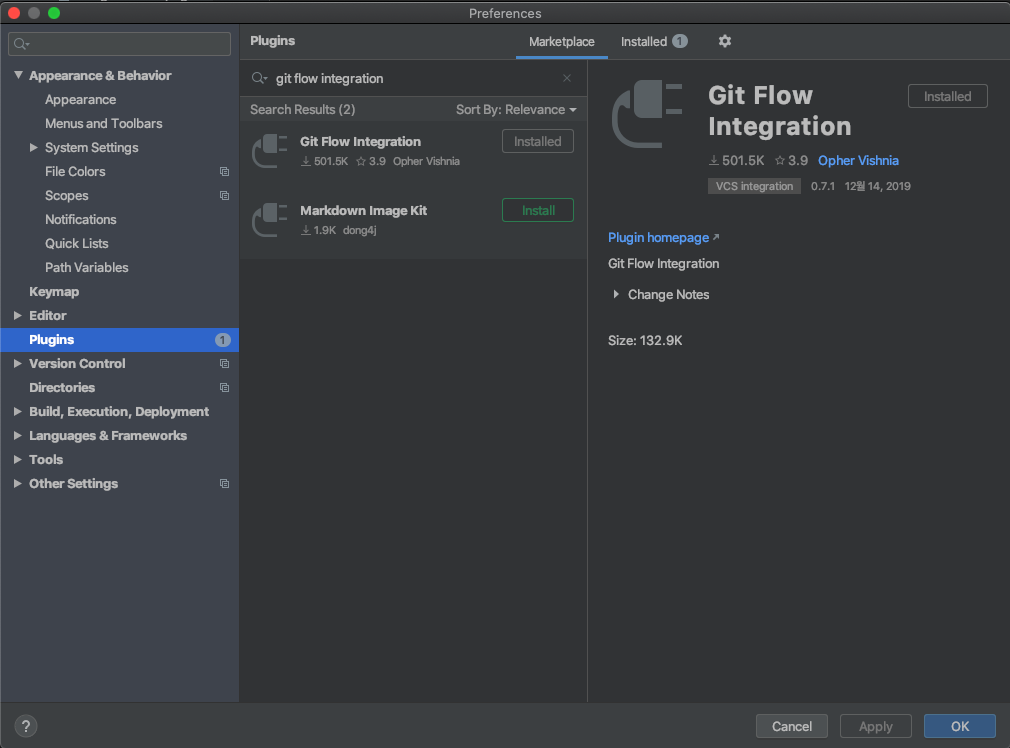 Preferences
Plugins
Marketplace
Installed 1
Appearance & Behavior
Appearance
Menus and Toolbars
System Settings
File Colors
Scopes
Notifications
Quick Lists
Path Variables
Keymap
Editor
Plugins 1
Version Control
Directories
Build, Execution, Deployment
Languages & Frameworks
Tools
Other Settings
git flow integration
Search Results (2) Sort By: Relevance
Git Flow Integration
Installed
501.5K 3.9 Opher Vishnia
Markdown Image Kit
Install
1.9K dong4j
Git Flow
Integration
Installed
501.5K 3.9 Opher Vishnia
VCS integration 0.7.1 12월 14, 2019
Plugin homepage
Git Flow Integration
Change Notes
Size: 132.9K
?
Cancel
Apply
OK